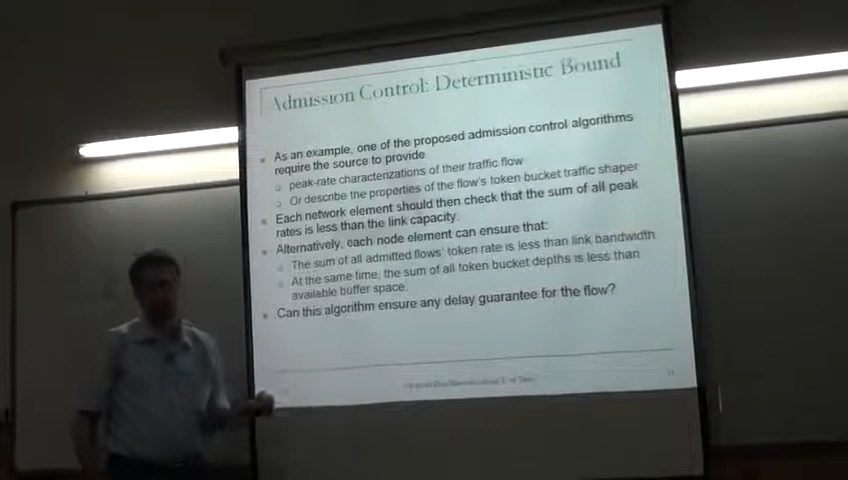 Admission Control: Deterministic Bound
As an example, one of the proposed admission control algorithms
require the source to provide
peak-rate characterizations of their traffic flow
Or describe the properties of the flow's token bucket traffic shaper
Each network element should then check that the sum of all peak
rates is less than the link capacity.
Alternatively, each node element can ensure that:
The sum of all admitted flows' token rate is less than link bandwidth
At the same time, the sum of all token bucket depths is less than
available buffer space.
Can this algorithm ensure any delay guarantee for the flow?